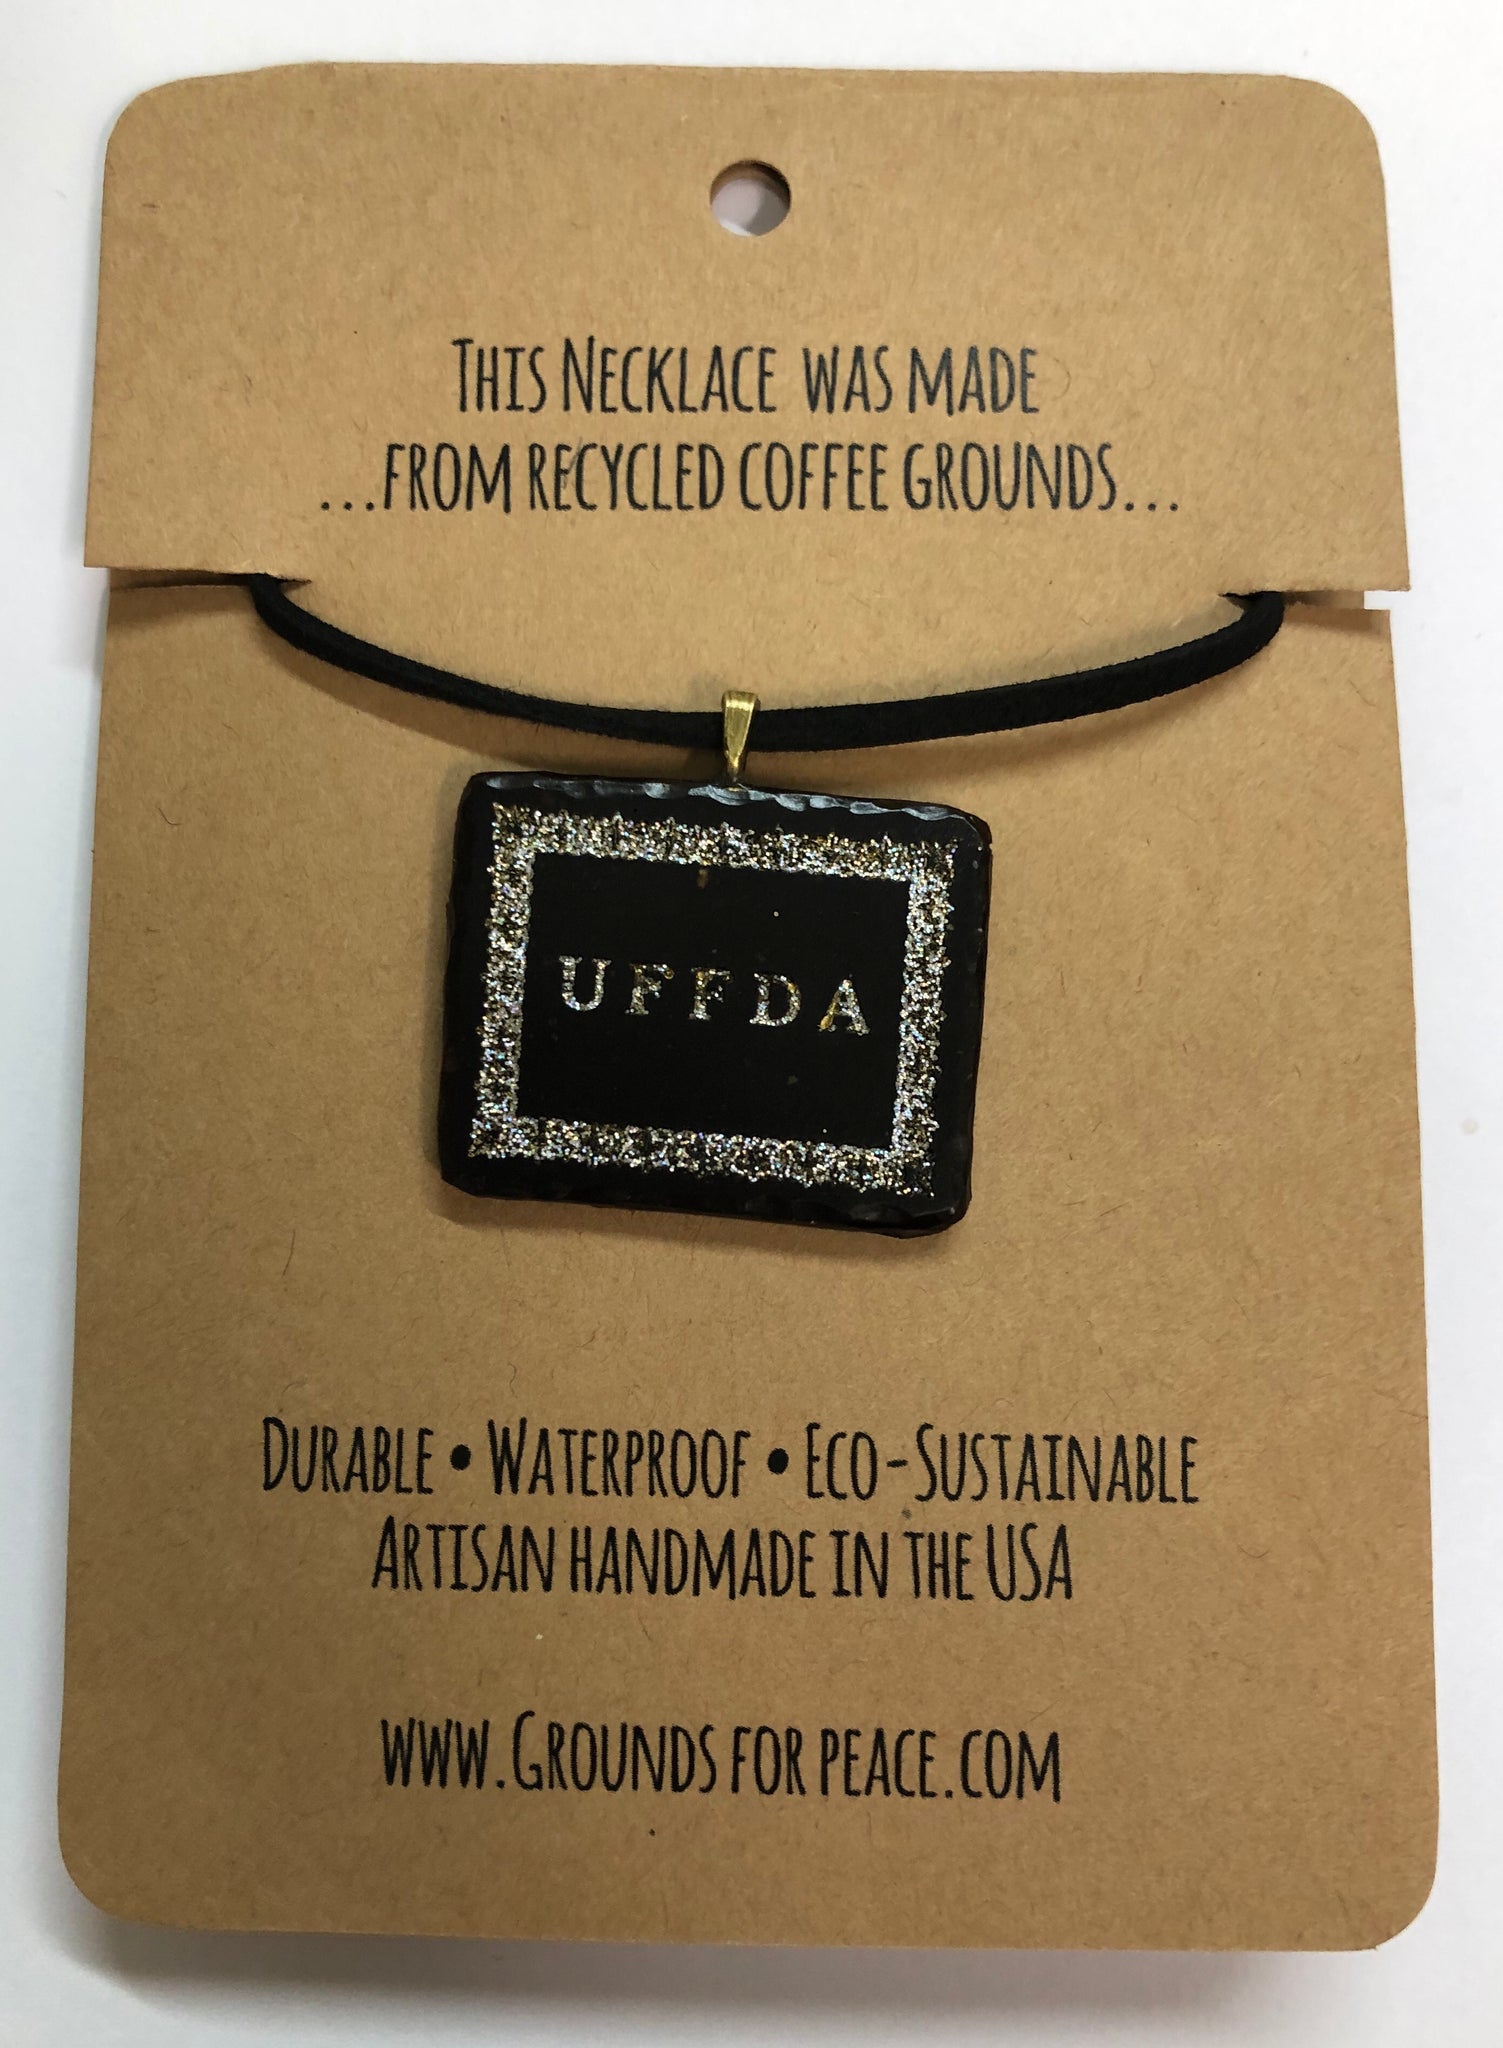 THIS NECKLACE WAS MADE
...FROM RECYCLED COFFEE GROUNDS...
UFFDA
DURABLE • WATERPROOF • ECO-SUSTAINABLE
ARTISAN HANDMADE IN THE USA
WWW.GROUNDS FOR PEACE.COM